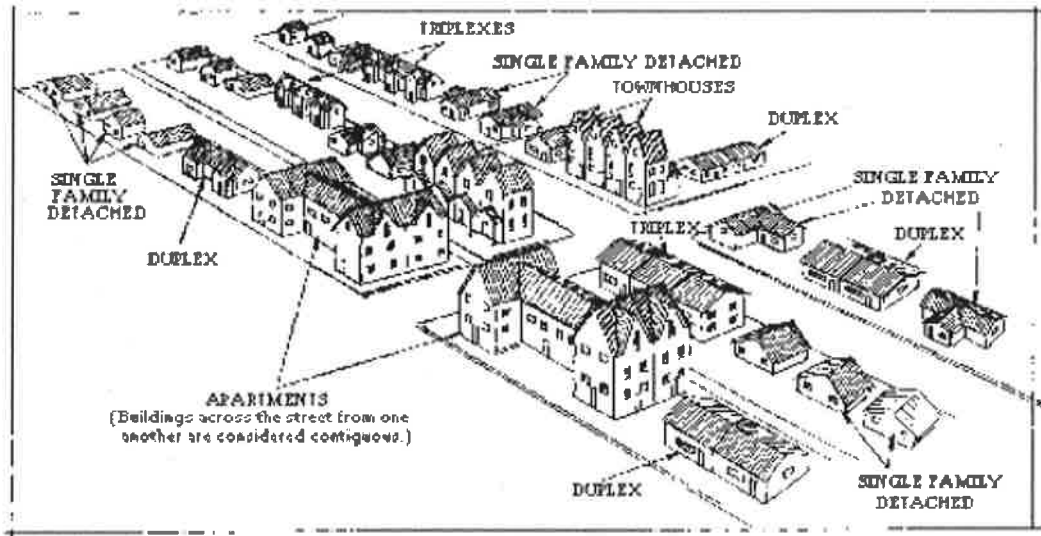 TRIPLEXES
SINGLE FAMILY DETACHED
TOWNHOUSES
DUPLEX
SINGLE
FAMILY
DETACHED
SINGLE FAMILY
DETACHED
DUPLEX
TRIPLEX
DUPLEX
APARTMENTS
(Buildings across the street from one
another are considered contiguous.)
DUPLEX
SINGLE FAMILY
DETACHED